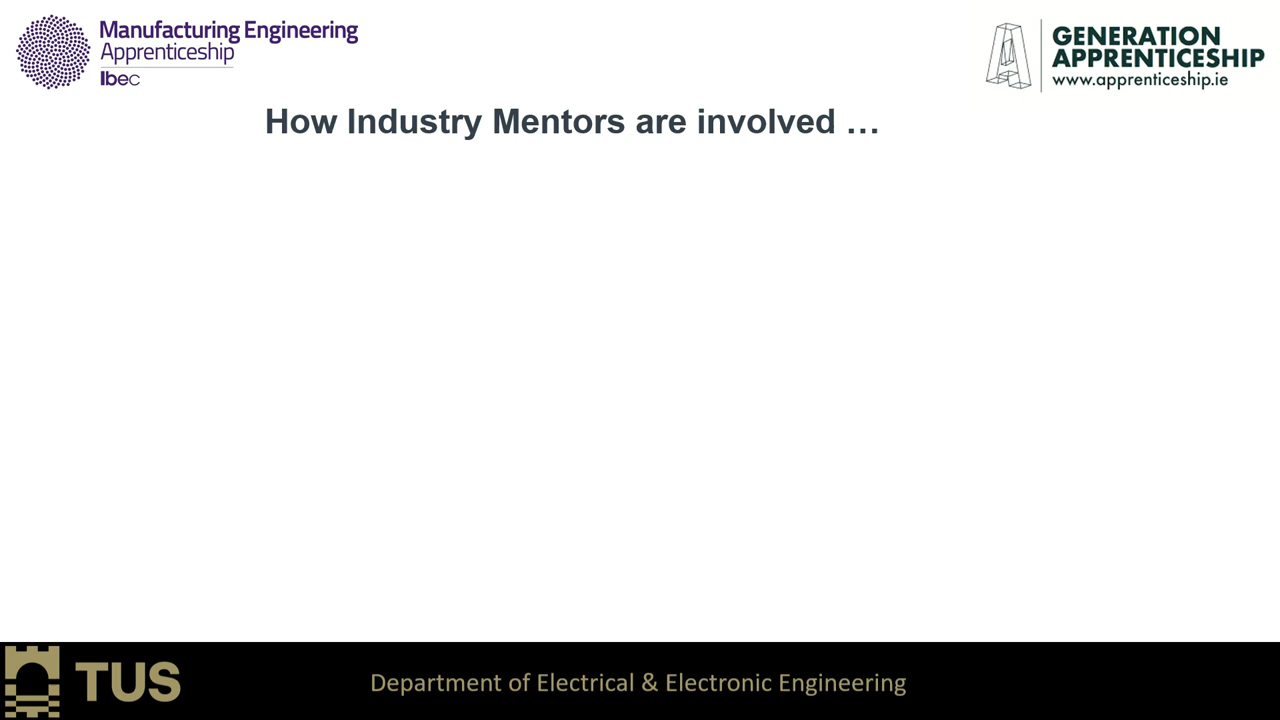 Manufacturing Engineering
Apprenticeship
Ibec
GENERATION
APPRENTICESHIP
www.apprenticeship.ie
How Industry Mentors are involved …
TUS
Department of Electrical & Electronic Engineering